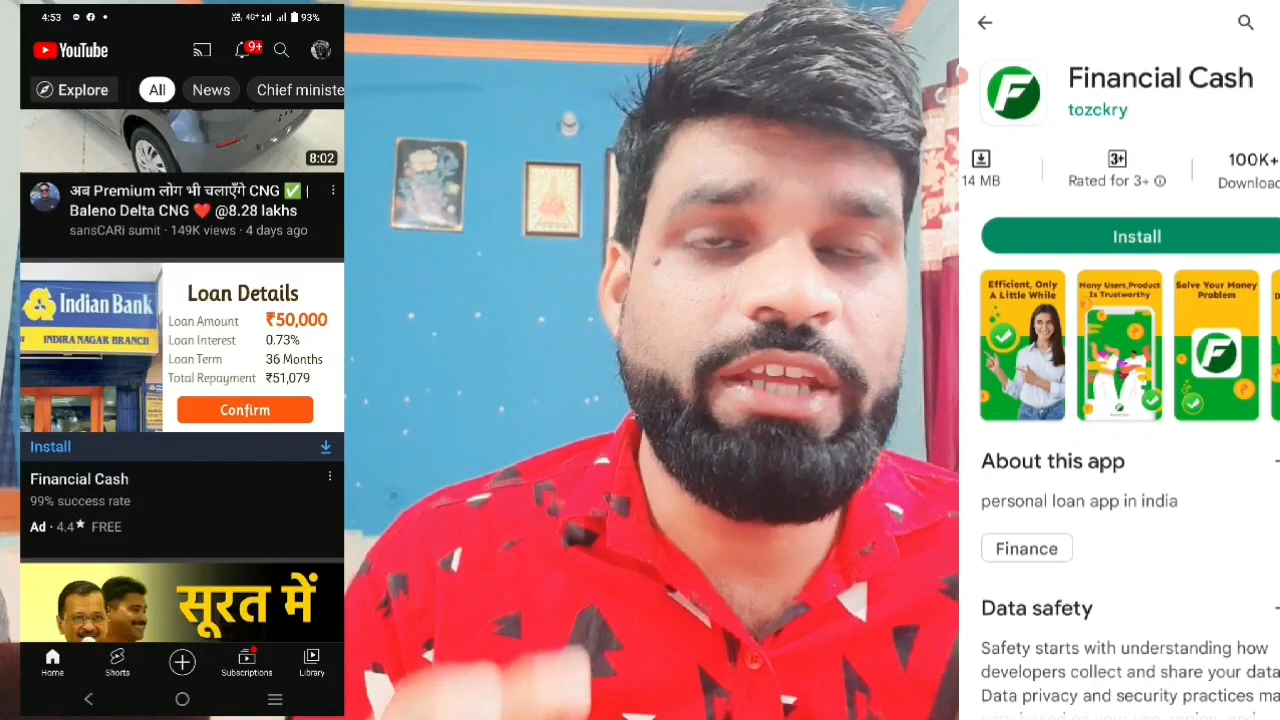 4:53
4G+
93%
YouTube
9+
Explore
All
News
Chief ministe
8:02
अब Premium लोग भी चलाएँगे CNG ✅ |
Baleno Delta CNG ❤️ @8.28 lakhs
sansCARi sumit · 149K views · 4 days ago
Indian Bank
INDIRA NAGAR BRANCH
Loan Details
Loan Amount ₹50,000
Loan Interest 0.73%
Loan Term 36 Months
Total Repayment ₹51,079
Confirm
Install
Financial Cash
99% success rate
Ad · 4.4★ FREE
सूरत में
Home
Shorts
Subscriptions
Library
Financial Cash
tozckry
14 MB
3+
Rated for 3+
100K+
Download
Install
Efficient, Only
A Little While
Many Users,Product
Is Trustworthy
Solve Your Money
Problem
About this app
personal loan app in india
Finance
Data safety
Safety starts with understanding how
developers collect and share your data
Data privacy and security practices ma